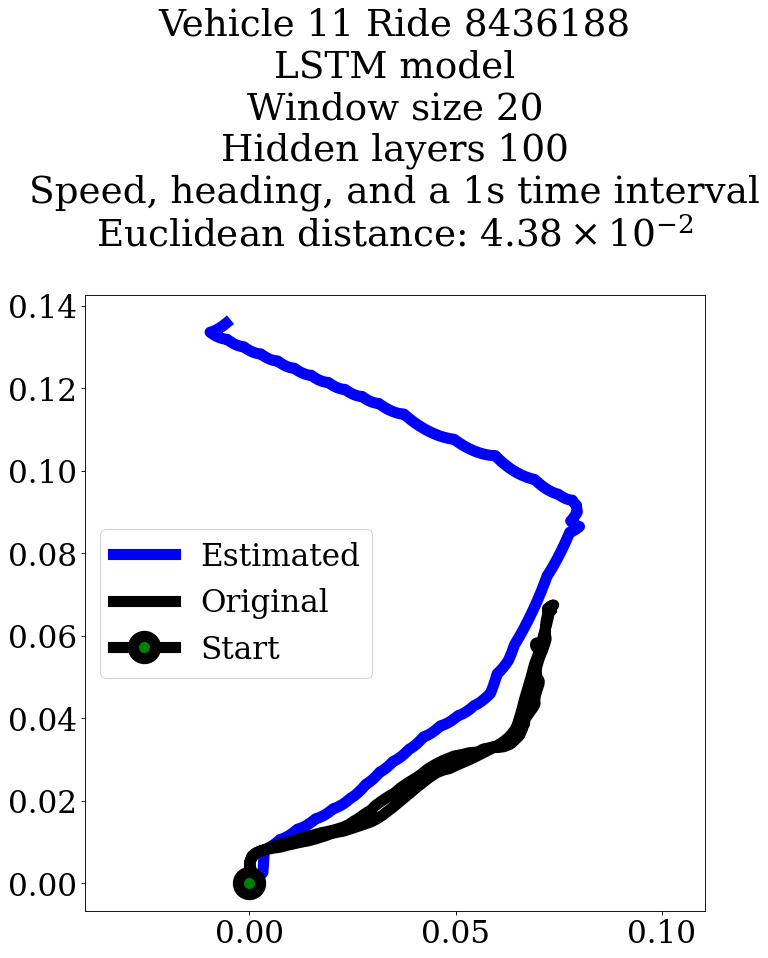 Vehicle 11 Ride 8436188
LSTM model
Window size 20
Hidden layers 100
Speed, heading, and a 1s time interval
Euclidean distance: 4.38 × 10⁻²
0.14
0.12
0.10
0.08
0.06
0.04
0.02
0.00
Estimated
Original
Start
0.00 0.05 0.10